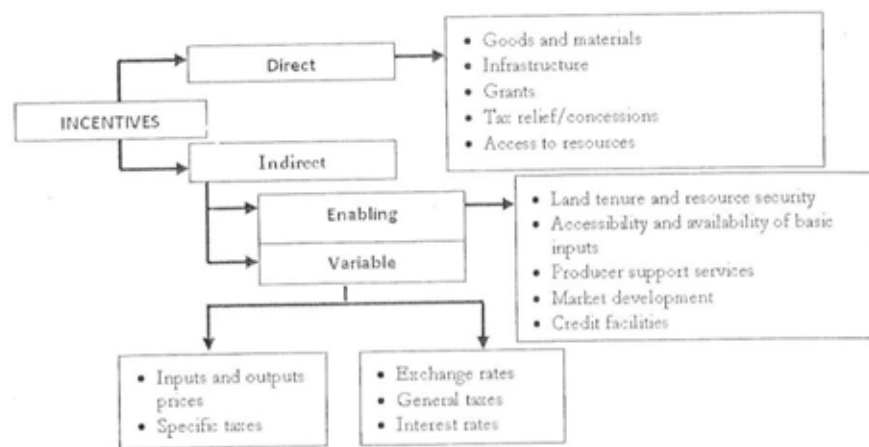 Direct
• Goods and materials
• Infrastructure
• Grants
• Tax relief/concessions
• Access to resources
INCENTIVES
Indirect
Enabling
• Land tenure and resource security
• Accessibility and availability of basic
inputs
• Producer support services
• Market development
• Credit facilities
Variable
• Inputs and outputs
prices
• Specific taxes
• Exchange rates
• General taxes
• Interest rates